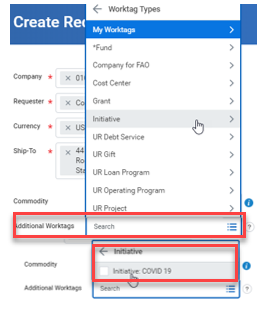 Worktag Types
Create Rec
My Worktags
*Fund
Company for FAO
Company * × 01
Cost Center
Requester * × Co
Grant
Initiative
Currency * × US
UR Debt Service
Ship-To * × 44
Ro
Ste
UR Gift
UR Loan Program
UR Operating Program
Commodity
UR Project
Additional Worktags Search
Initiative
Commodity
Initiative: COVID 19
Additional Worktags Search